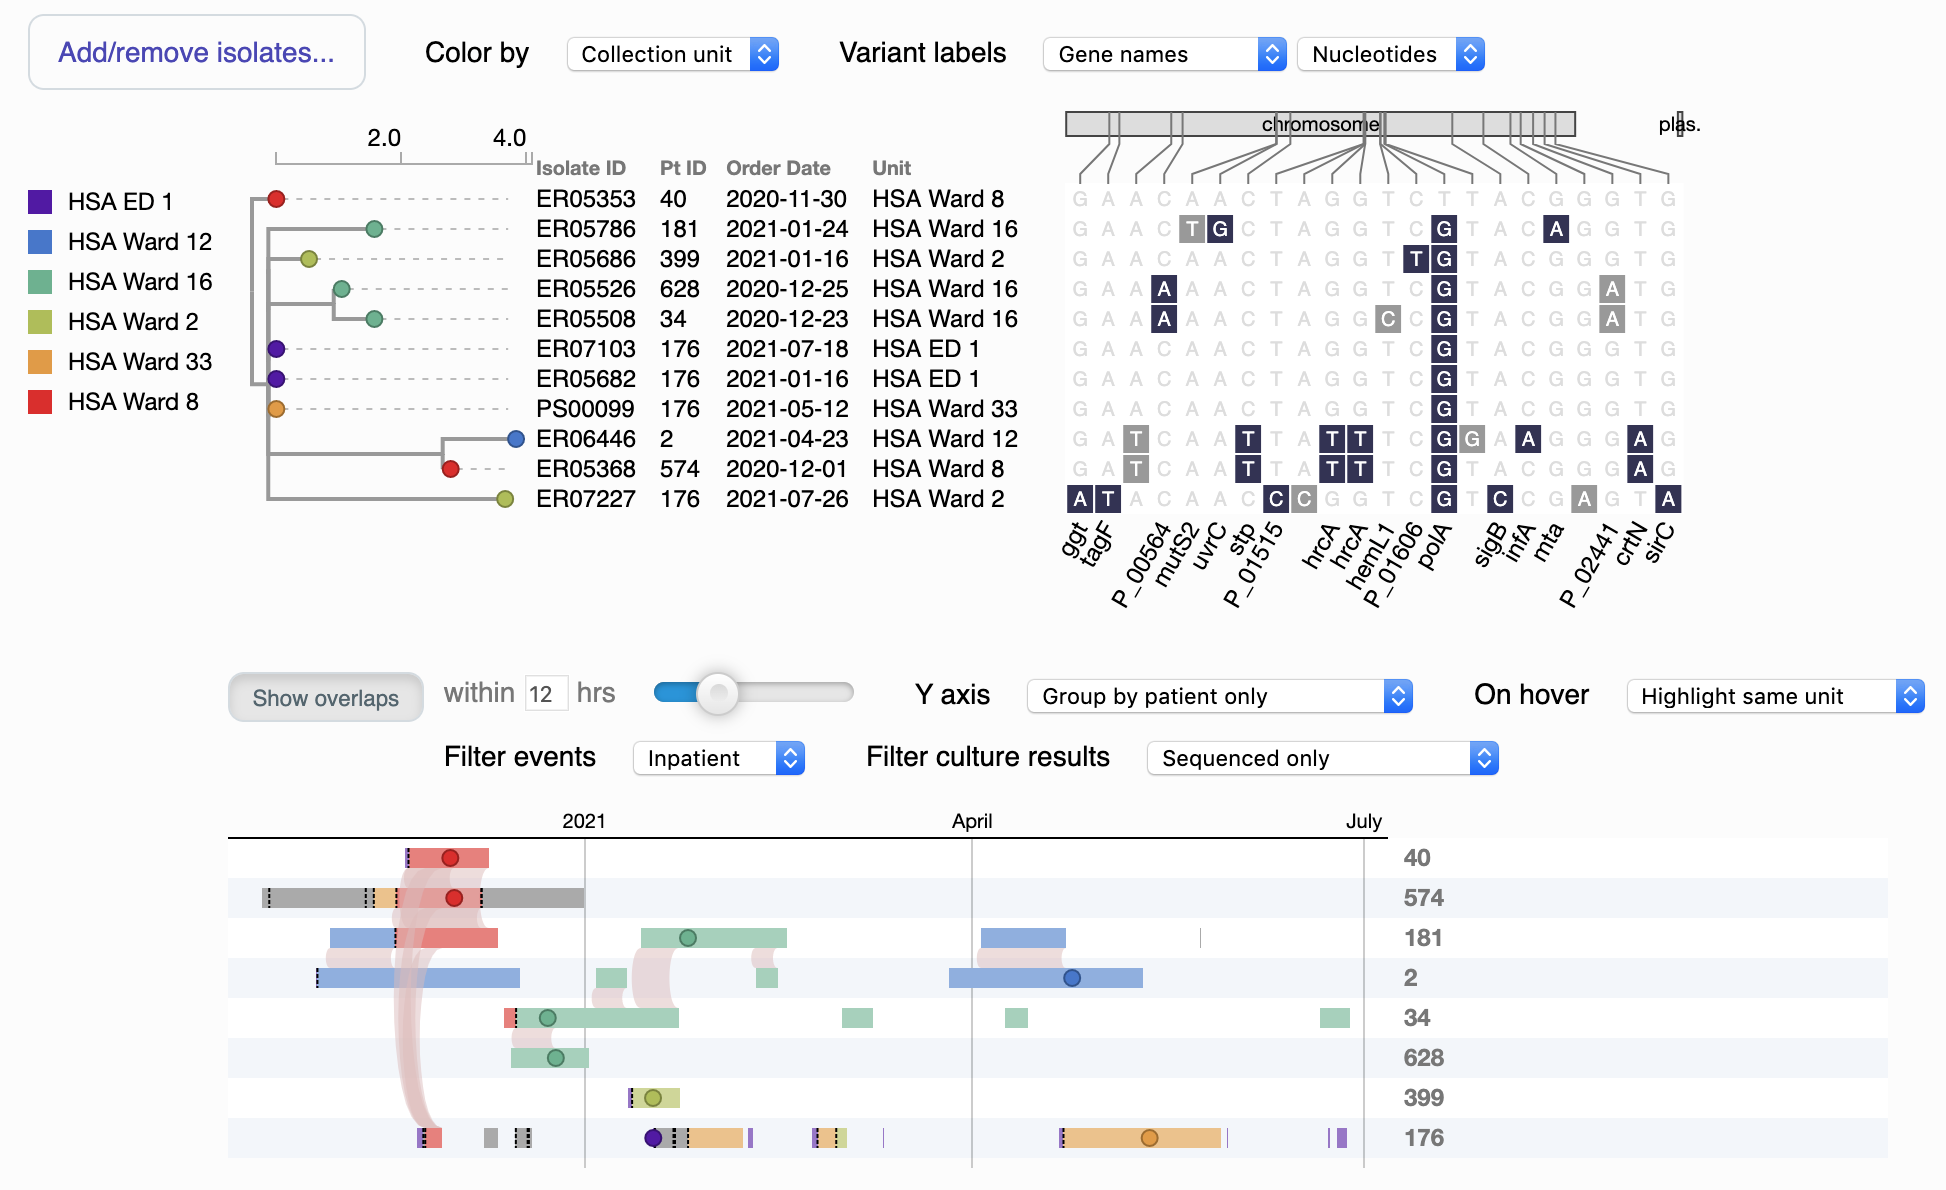 Add/remove isolates... Color by Collection unit Variant labels Gene names Nucleotides
chromosome plas.
2.0 4.0
Isolate ID Pt ID Order Date Unit
HSA ED 1
HSA Ward 12
HSA Ward 16
HSA Ward 2
HSA Ward 33
HSA Ward 8
ER05353 40 2020-11-30 HSA Ward 8 G A A C A A C T A G G T C T T A C G G G T G
ER05786 181 2021-01-24 HSA Ward 16 G A A C T G C T A G G T C G T A C A G G T G
ER05686 399 2021-01-16 HSA Ward 2 G A A C A A C T A G G T T G T A C G G G T G
ER05526 628 2020-12-25 HSA Ward 16 G A A A A A C T A G G T C G T A C G G A T G
ER05508 34 2020-12-23 HSA Ward 16 G A A A A A C T A G G C C G T A C G G A T G
ER07103 176 2021-07-18 HSA ED 1 G A A C A A C T A G G T C G T A C G G G T G
ER05682 176 2021-01-16 HSA ED 1 G A A C A A C T A G G T C G T A C G G G T G
PS00099 176 2021-05-12 HSA Ward 33 G A A C A A C T A G G T C G T A C G G G T G
ER06446 2 2021-04-23 HSA Ward 12 G A T C A A T T A T T T C G G A A G G G A G
ER05368 574 2020-12-01 HSA Ward 8 G A T C A A T T A T T T C G T A C G G G A G
ER07227 176 2021-07-26 HSA Ward 2 A T A C A A C C C G G T C G T C C G A G T A
ggt tagF P_00564 mutS2 uvrC stp P_01515 hrcA hrcA hemL1 P_01606 polA sigB infA mta P_02441 crtN sirC
Show overlaps within 12 hrs Y axis Group by patient only On hover Highlight same unit
Filter events Inpatient Filter culture results Sequenced only
2021 April July
40
574
181
2
34
628
399
176